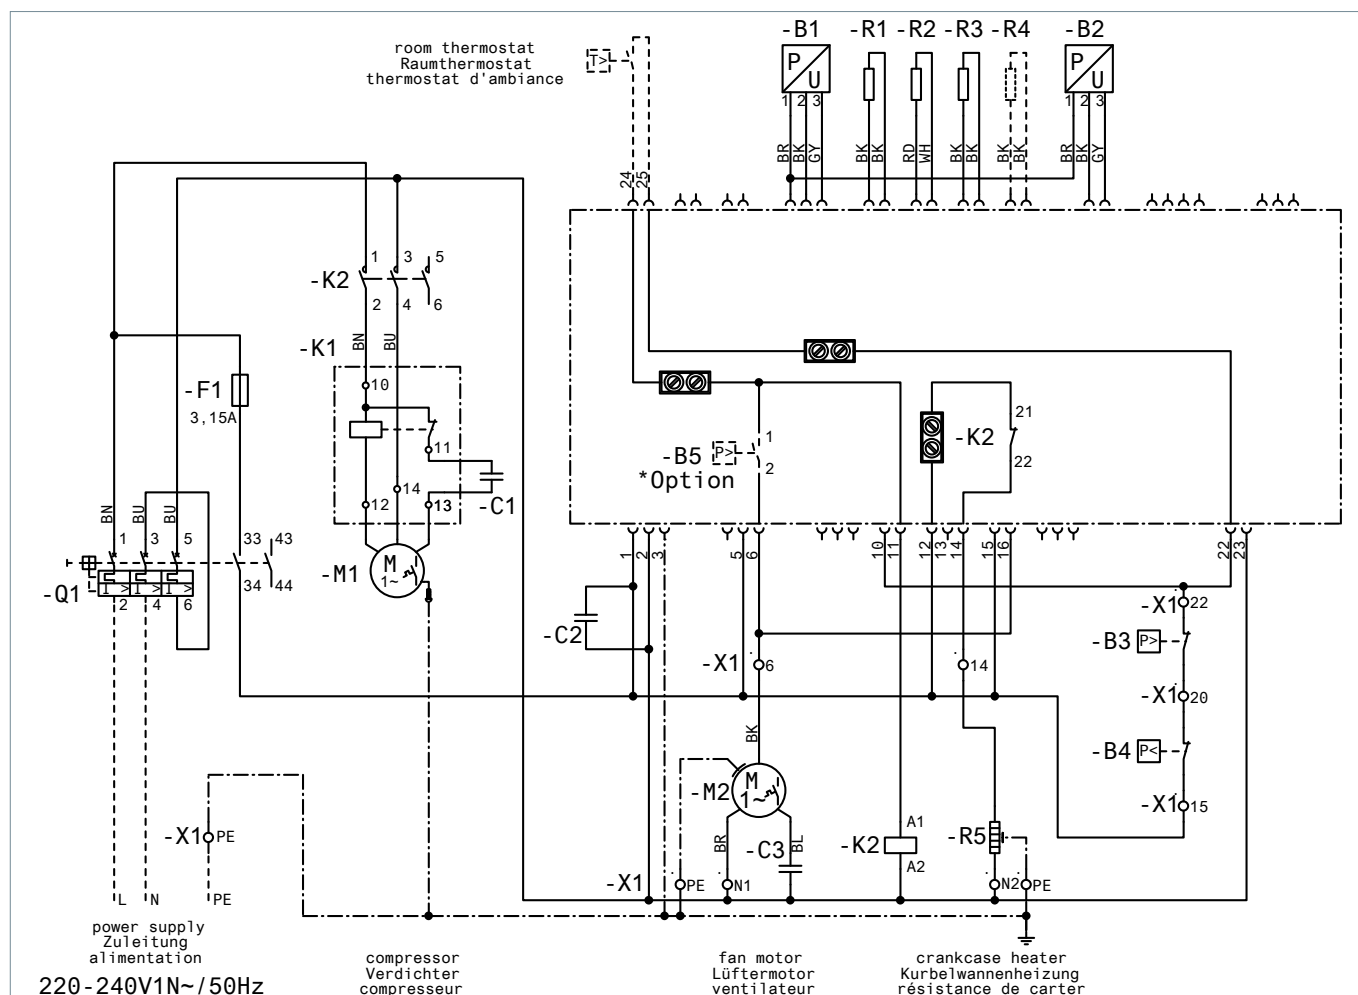 -B1 -R1 -R2 -R3 -R4 -B2
room thermostat
Raumthermostat
thermostat d'ambiance
T>
P U
P U
1 2 3
1 2 3
BR BK GY BK BK RD WH BK BK BK BK BR BK GY
24 25
1 3 5
-K2
2 4 6
BN BU
-K1
10
-F1
3,15A
11
12 14 13
-C1
-B5 P> 1
2
*Option
-K2 21
22
BN BU BU
1 3 5 33 43
I> I> I>
-Q1
2 4 6 34 44
-M1
M
1~
1 2 3 5 6 10 11 12 13 14 15 16 22 23
-C2
-X1 6
14
-X1 22
-B3 P>
-X1 20
-B4 P<
-X1 15
BK
-M2
M
1~
BR BL
-C3
-K2 A1
A2
-R5
-X1 PE
-X1 PE N1 N2 PE
L N PE
power supply
Zuleitung
alimentation
220-240V1N~/50Hz
compressor
Verdichter
compresseur
fan motor
Lüftermotor
ventilateur
crankcase heater
Kurbelwannenheizung
résistance de carter